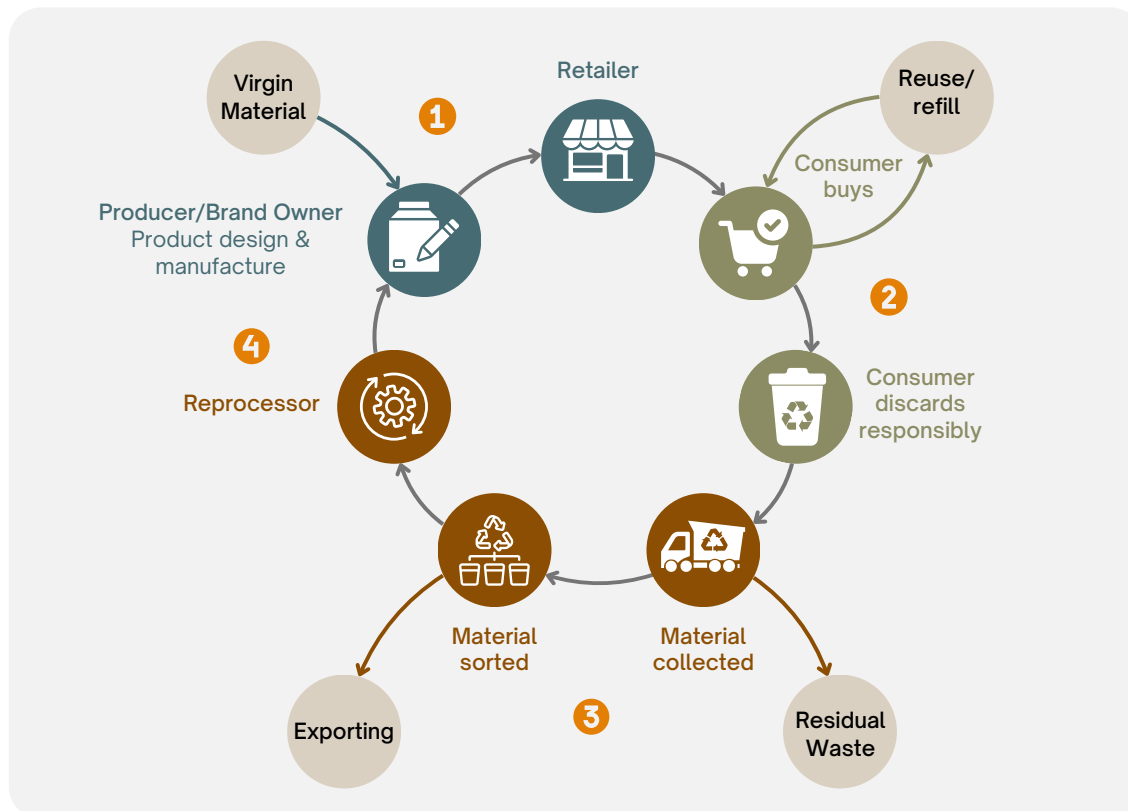 Virgin
Material
1
Retailer
Reuse/
refill
Consumer
buys
Producer/Brand Owner
Product design &
manufacture
2
4
Reprocessor
Consumer
discards
responsibly
Material
sorted
Material
collected
3
Exporting
Residual
Waste